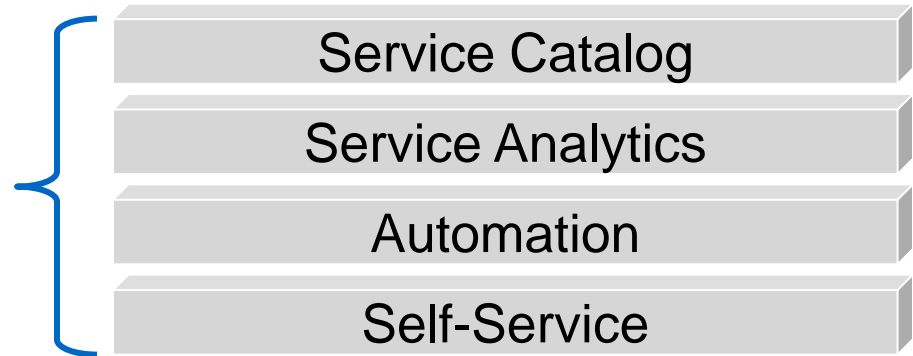 Service Catalog
Service Analytics
Automation
Self-Service